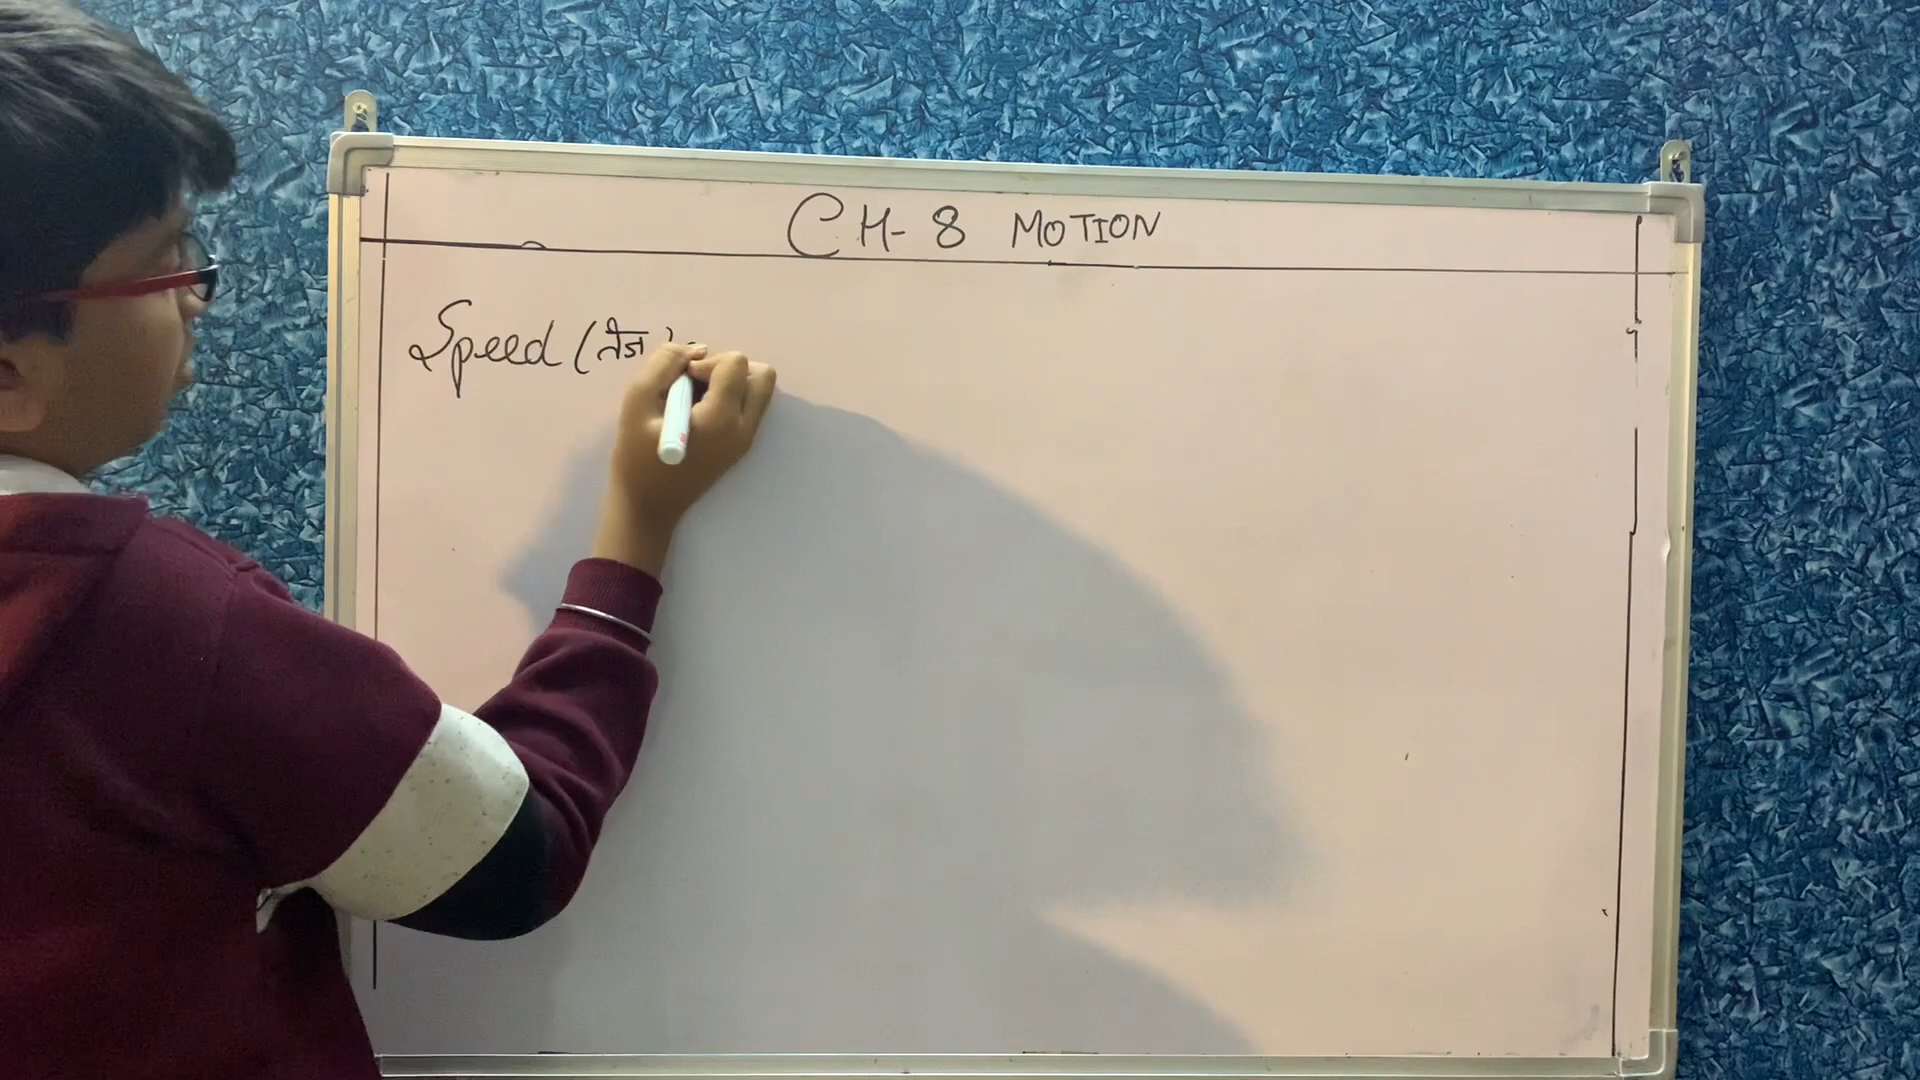 CH- 8 MOTION
Speed (तेज)